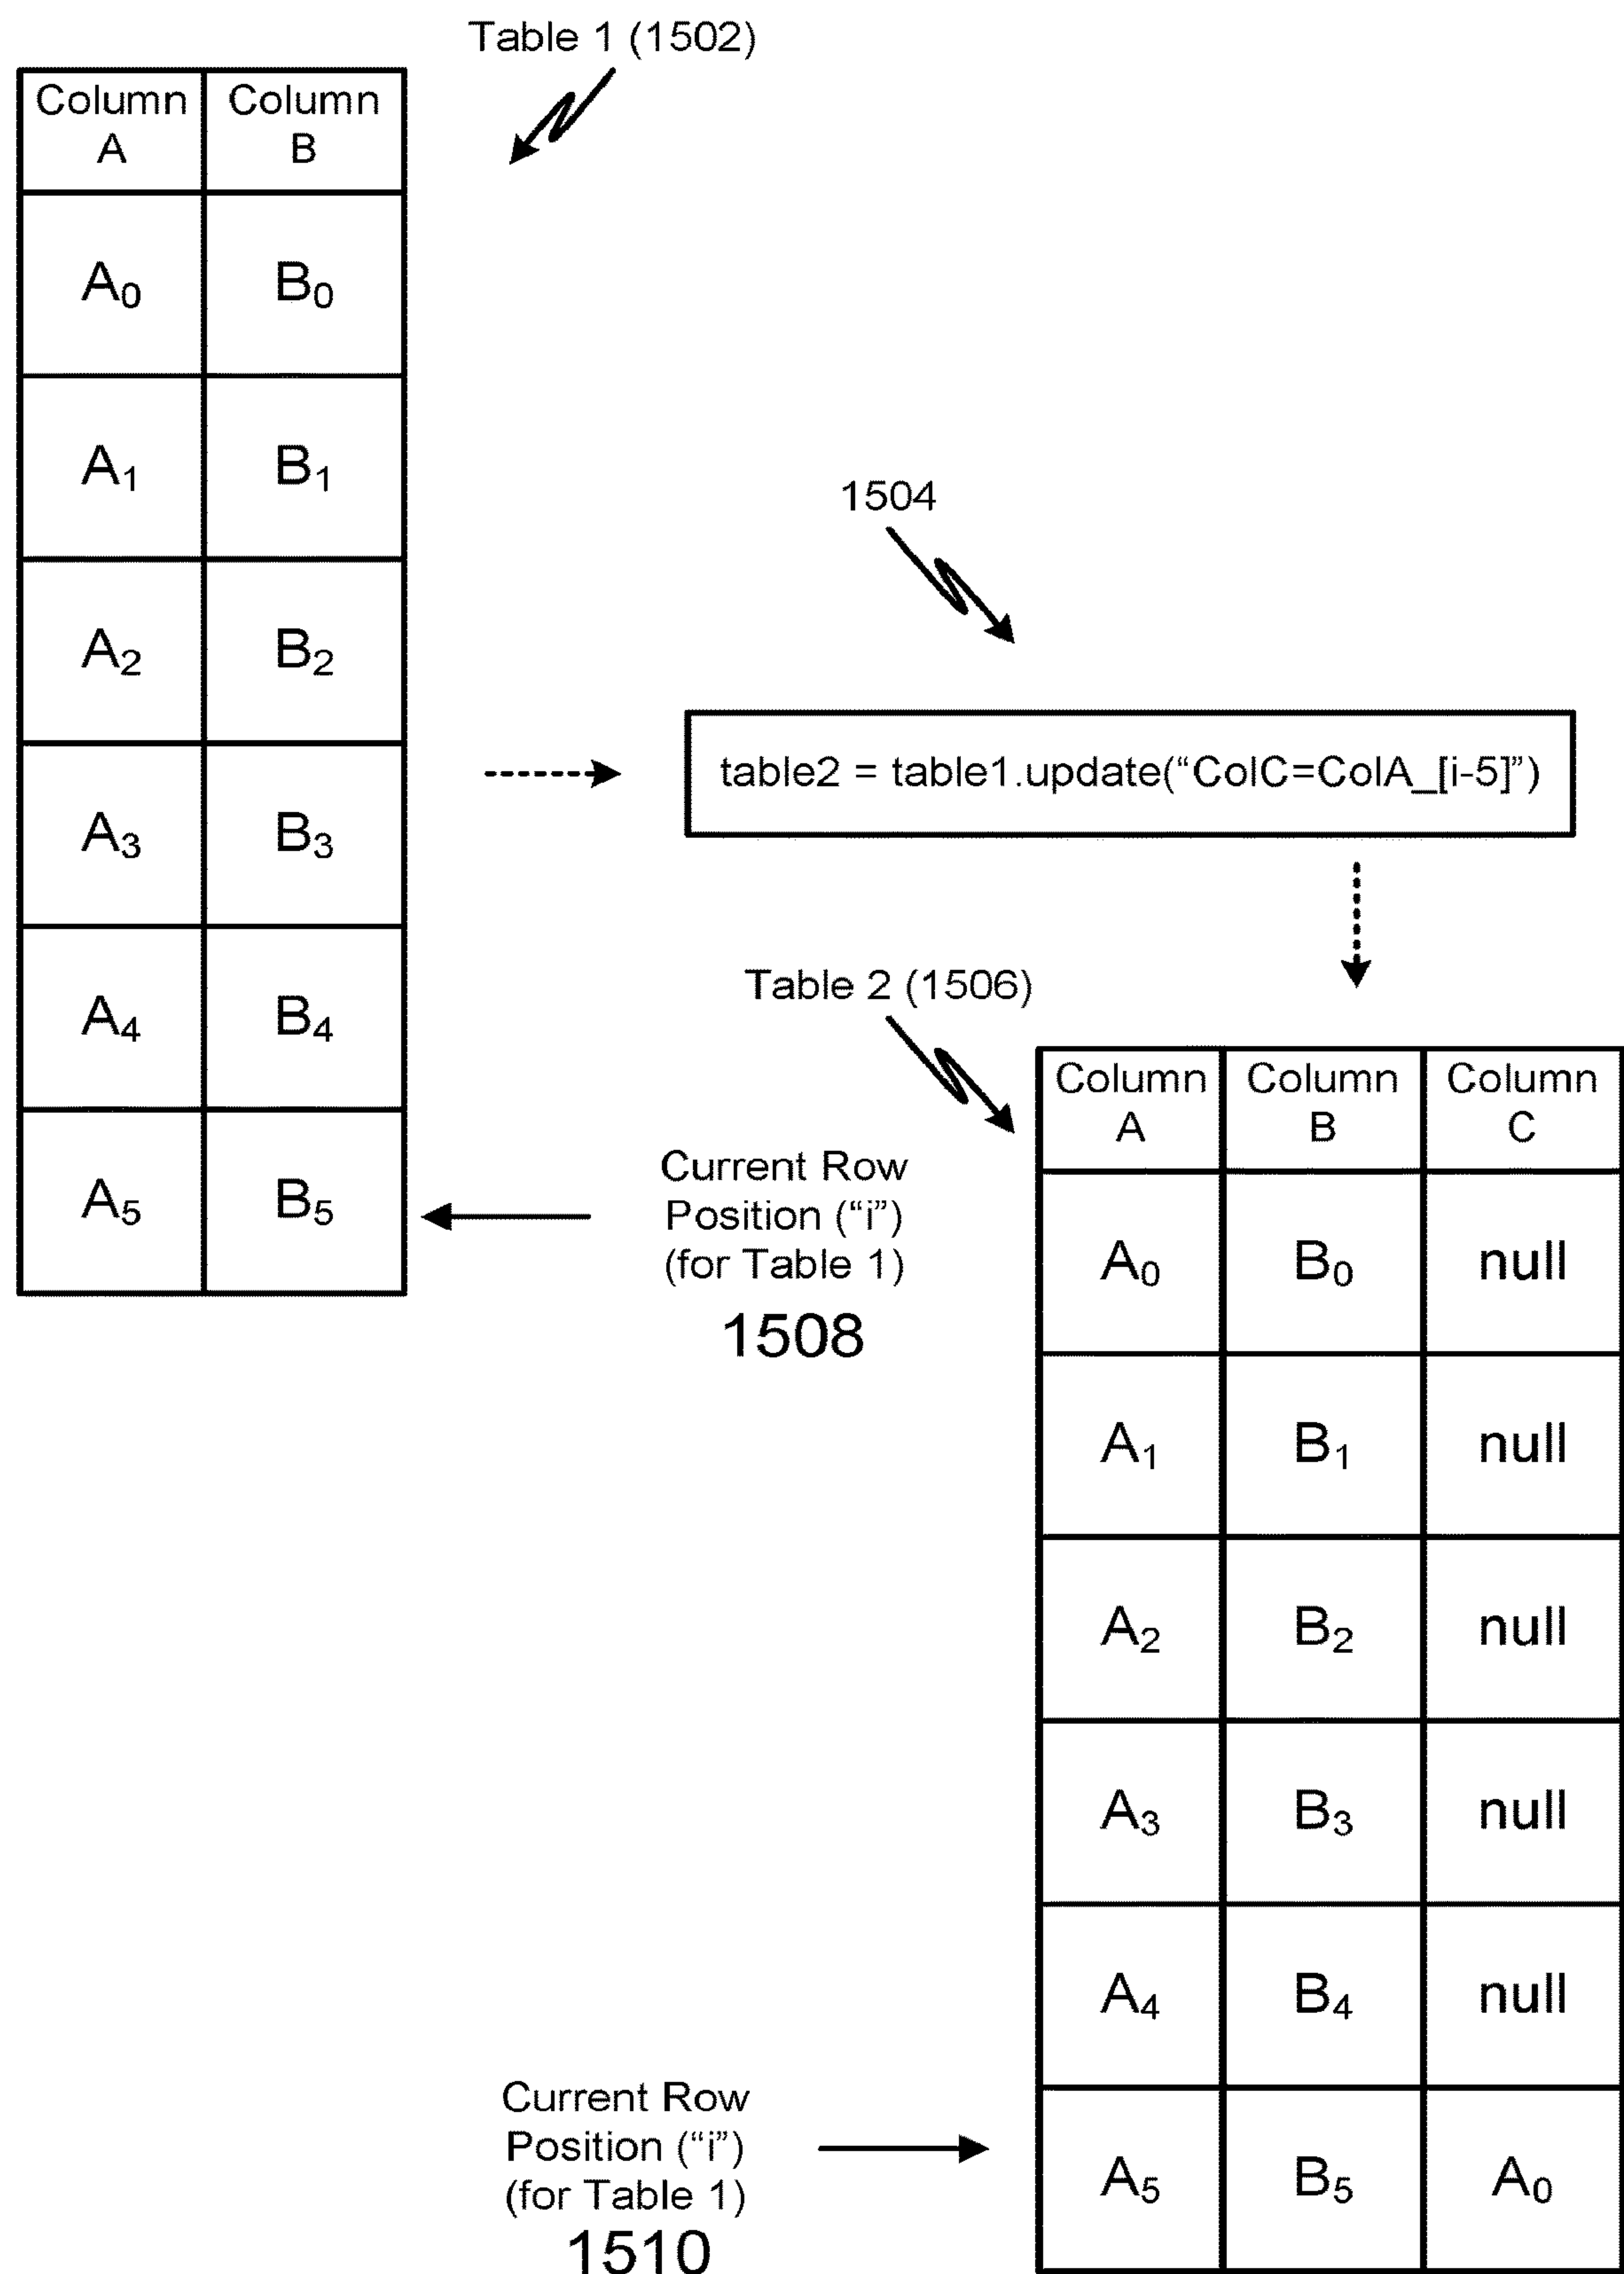 Table 1 (1502)
Column A Column B
A₀ B₀
A₁ B₁
A₂ B₂
A₃ B₃
A₄ B₄
A₅ B₅
1504
table2 = table1.update(“ColC=ColA_[i-5]”)
Current Row
Position (“i”)
(for Table 1)
1508
Table 2 (1506)
Column A Column B Column C
A₀ B₀ null
A₁ B₁ null
A₂ B₂ null
A₃ B₃ null
A₄ B₄ null
A₅ B₅ A₀
Current Row
Position (“i”)
(for Table 1)
1510